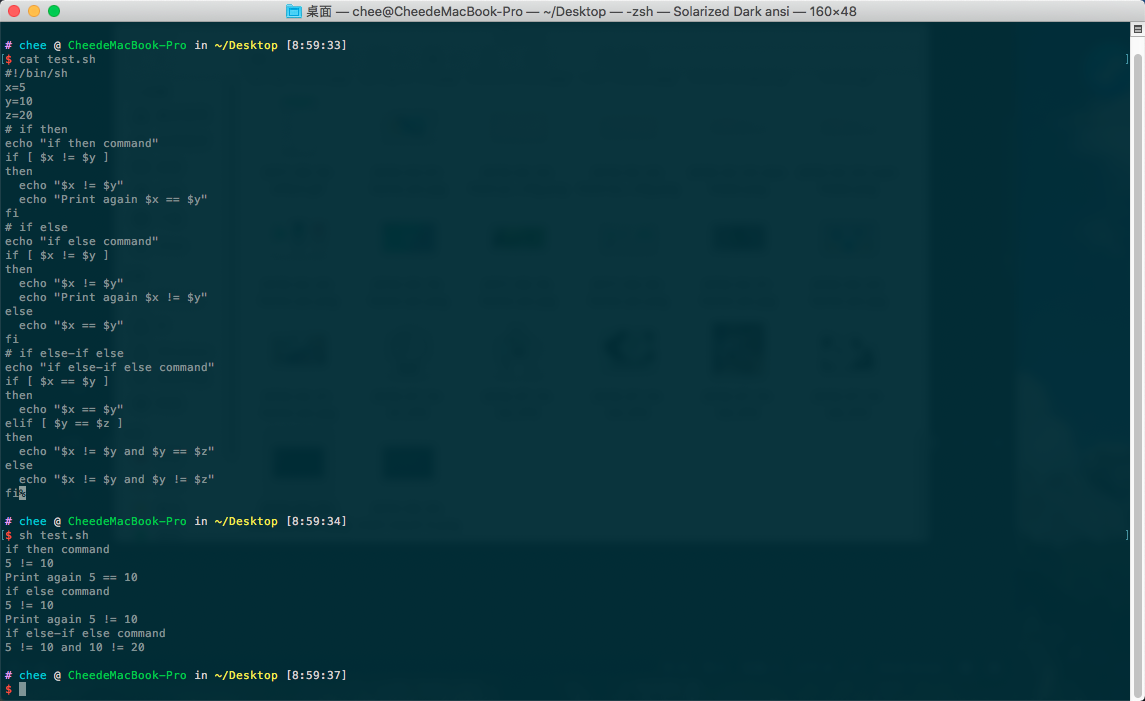 桌面 — chee@CheedeMacBook-Pro — ~/Desktop — -zsh — Solarized Dark ansi — 160×48
# chee @ CheedeMacBook-Pro in ~/Desktop [8:59:33]
[$ cat test.sh ]
#!/bin/sh
x=5
y=10
z=20
# if then
echo "if then command"
if [ $x != $y ]
then
  echo "$x != $y"
  echo "Print again $x == $y"
fi
# if else
echo "if else command"
if [ $x != $y ]
then
  echo "$x != $y"
  echo "Print again $x != $y"
else
  echo "$x == $y"
fi
# if else-if else
echo "if else-if else command"
if [ $x == $y ]
then
  echo "$x == $y"
elif [ $y == $z ]
then
  echo "$x != $y and $y == $z"
else
  echo "$x != $y and $y != $z"
fi%
# chee @ CheedeMacBook-Pro in ~/Desktop [8:59:34]
[$ sh test.sh ]
if then command
5 != 10
Print again 5 == 10
if else command
5 != 10
Print again 5 != 10
if else-if else command
5 != 10 and 10 != 20
# chee @ CheedeMacBook-Pro in ~/Desktop [8:59:37]
$